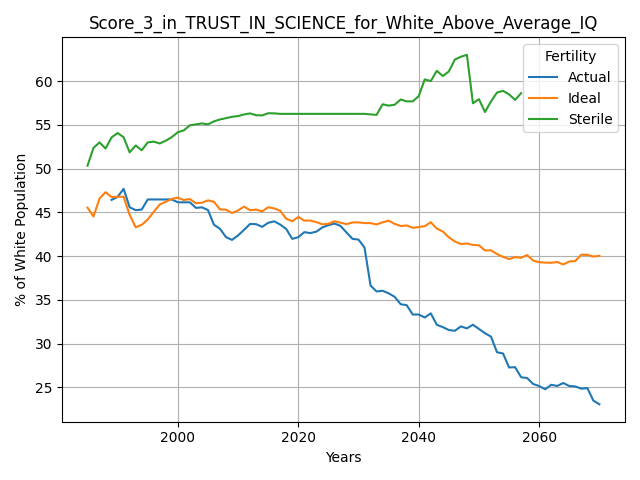 Score_3_in_TRUST_IN_SCIENCE_for_White_Above_Average_IQ
Fertility
Actual
Ideal
Sterile
% of White Population
60
55
50
45
40
35
30
25
2000
2020
2040
2060
Years